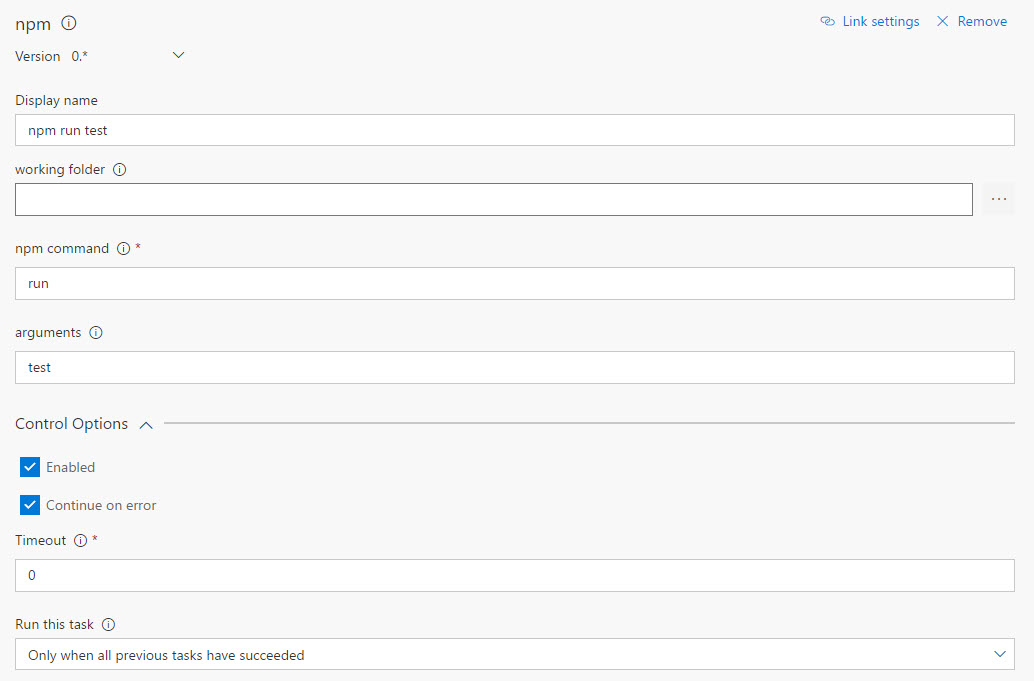 npm
Link settings Remove
Version 0.*
Display name
npm run test
working folder
...
npm command *
run
arguments
test
Control Options
Enabled
Continue on error
Timeout *
0
Run this task
Only when all previous tasks have succeeded